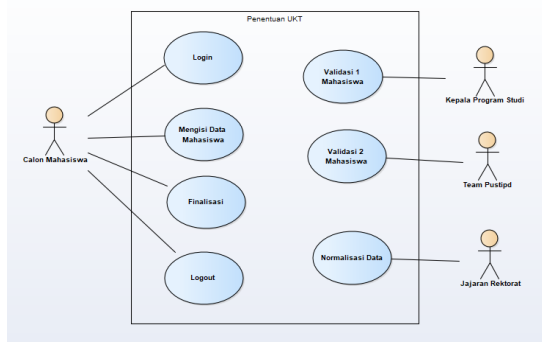 Penentuan UKT
Login
Mengisi Data
Mahasiswa
Finalisasi
Logout
Calon Mahasiswa
Validasi 1
Mahasiswa
Validasi 2
Mahasiswa
Normalisasi Data
Kepala Program Studi
Team Pustipd
Jajaran Rektorat